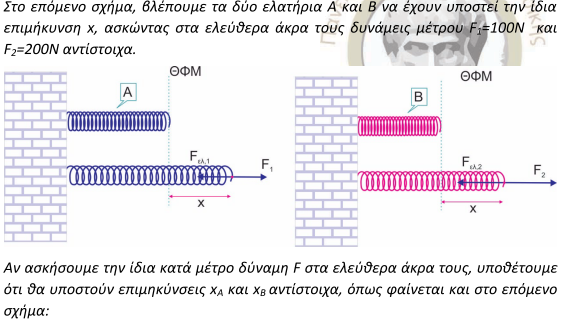 Στο επόμενο σχήμα, βλέπουμε τα δύο ελατήρια Α και Β να έχουν υποστεί την ίδια
επιμήκυνση x, ασκώντας στα ελεύθερα άκρα τους δυνάμεις μέτρου F₁=100N και
F₂=200N αντίστοιχα.
ΘΦΜ
A
Fελ,1
F1
x
ΘΦΜ
B
Fελ,2
F2
x
Αν ασκήσουμε την ίδια κατά μέτρο δύναμη F στα ελεύθερα άκρα τους, υποθέτουμε
ότι θα υποστούν επιμηκύνσεις xA και xB αντίστοιχα, όπως φαίνεται και στο επόμενο
σχήμα: